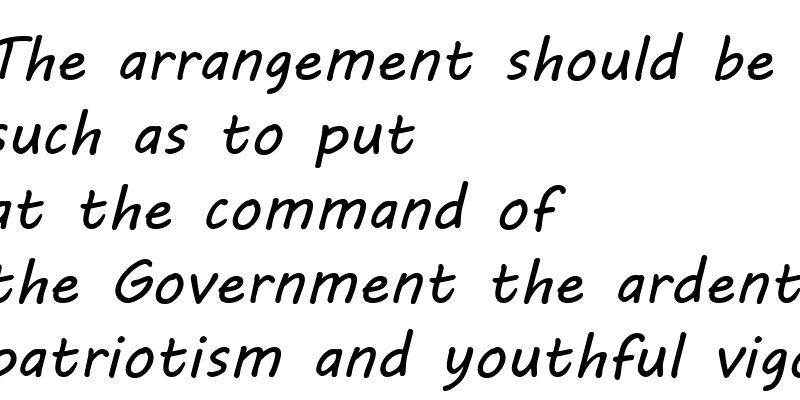 The arrangement should be
such as to put
at the command of
the Government the ardent
patriotism and youthful